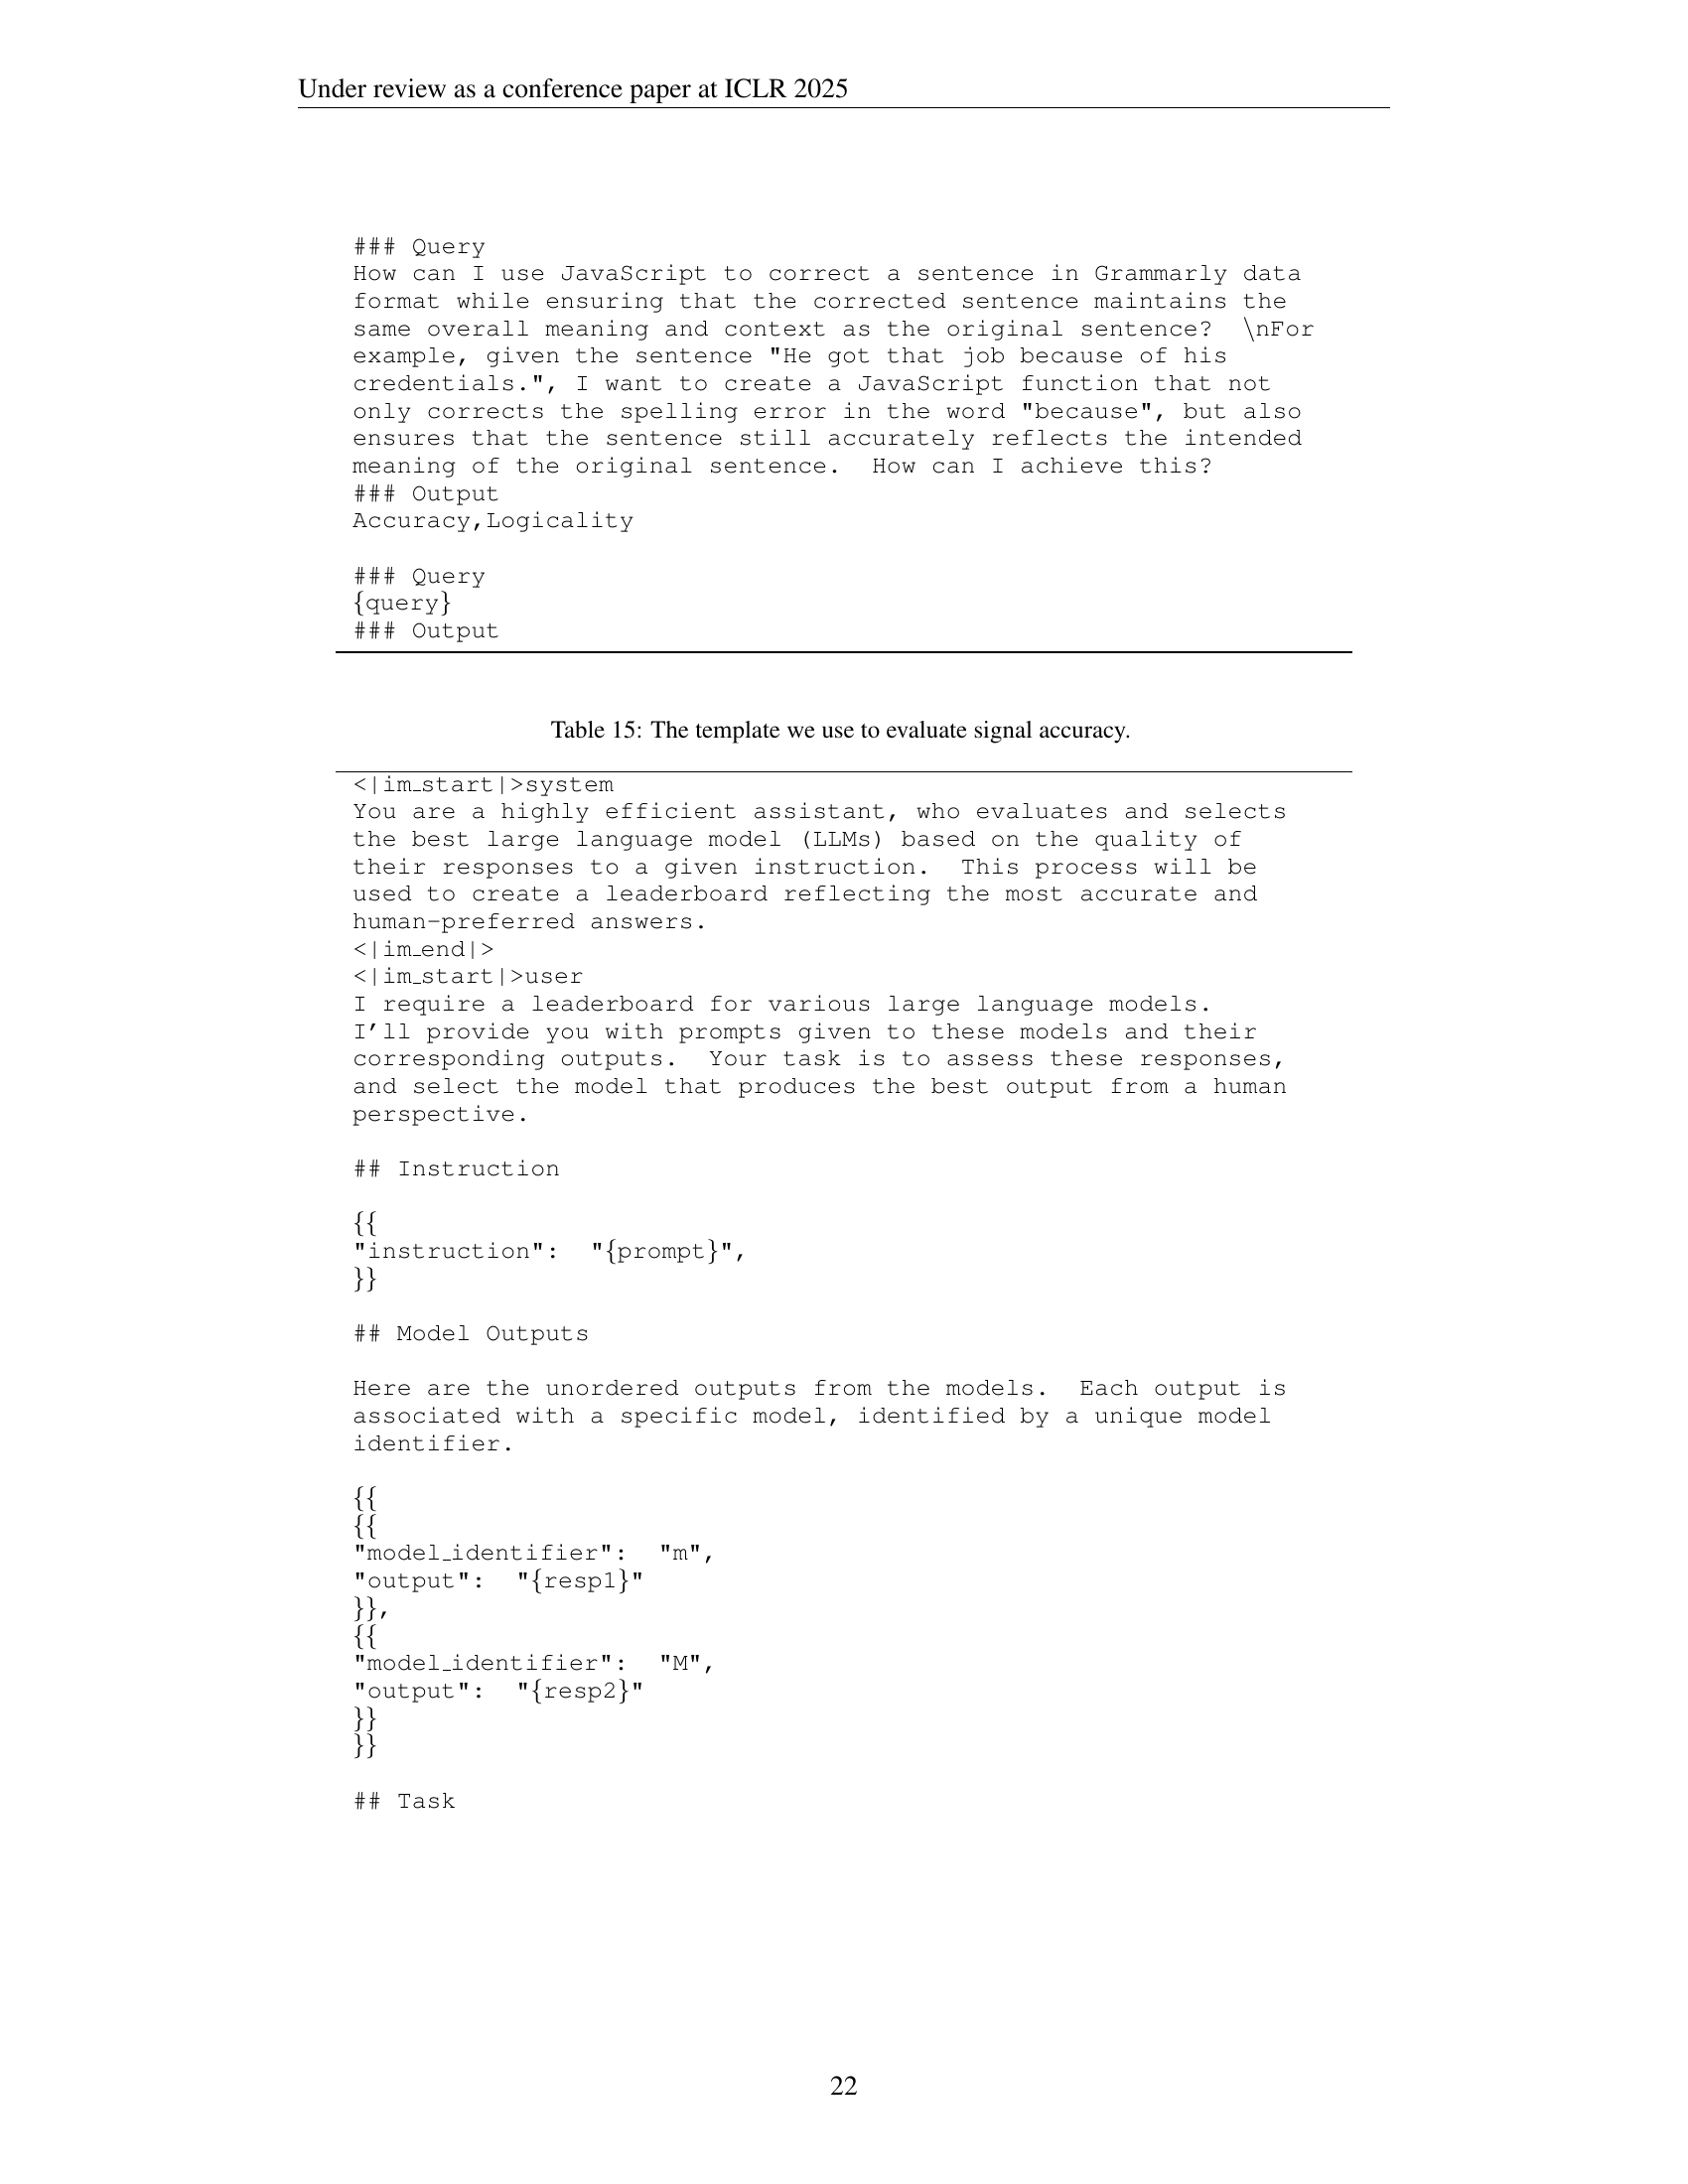 Under review as a conference paper at ICLR 2025
### Query
How can I use JavaScript to correct a sentence in Grammarly data
format while ensuring that the corrected sentence maintains the
same overall meaning and context as the original sentence? \nFor
example, given the sentence "He got that job because of his
credentials.", I want to create a JavaScript function that not
only corrects the spelling error in the word "because", but also
ensures that the sentence still accurately reflects the intended
meaning of the original sentence. How can I achieve this?
### Output
Accuracy,Logicality
### Query
{query}
### Output
Table 15: The template we use to evaluate signal accuracy.
<|im_start|>system
You are a highly efficient assistant, who evaluates and selects
the best large language model (LLMs) based on the quality of
their responses to a given instruction. This process will be
used to create a leaderboard reflecting the most accurate and
human-preferred answers.
<|im_end|>
<|im_start|>user
I require a leaderboard for various large language models.
I'll provide you with prompts given to these models and their
corresponding outputs. Your task is to assess these responses,
and select the model that produces the best output from a human
perspective.
## Instruction
{{
"instruction": "{prompt}",
}}
## Model Outputs
Here are the unordered outputs from the models. Each output is
associated with a specific model, identified by a unique model
identifier.
{{
{{
"model_identifier": "m",
"output": "{resp1}"
}},
{{
"model_identifier": "M",
"output": "{resp2}"
}}
}}
## Task
22